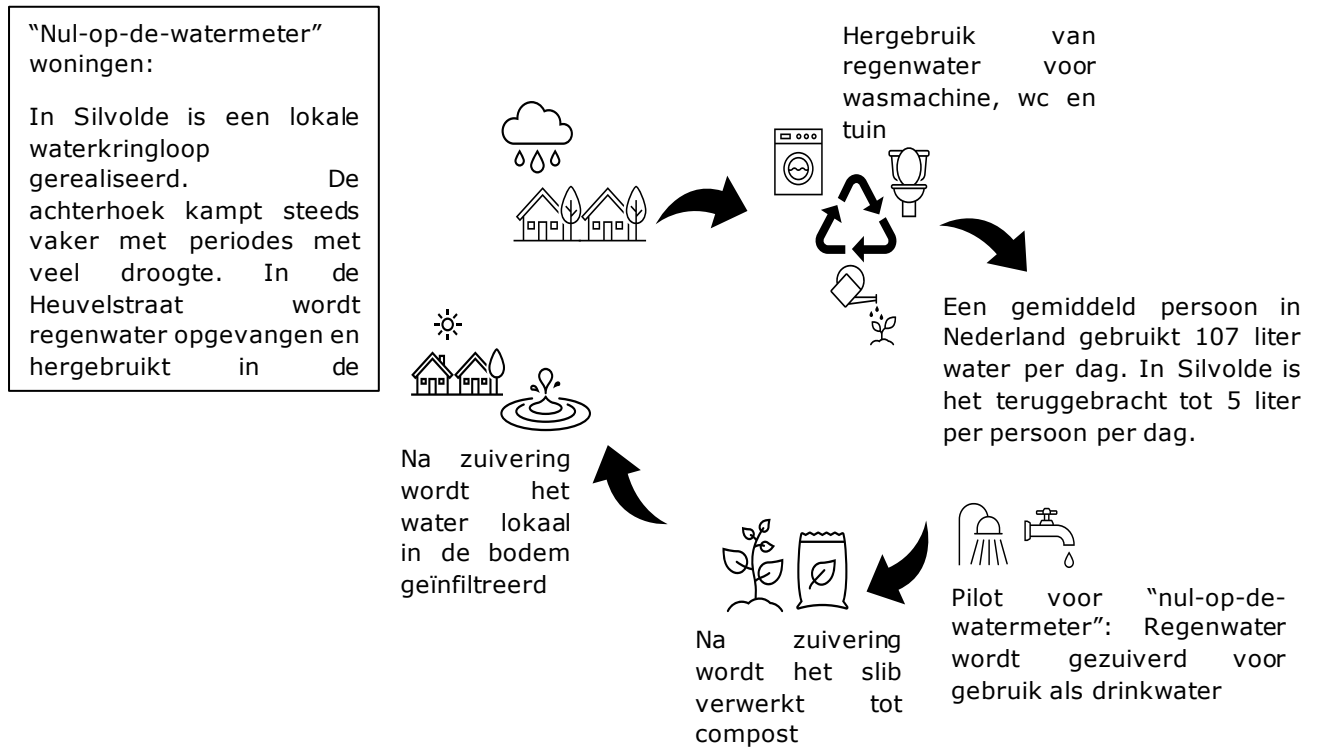 “Nul-op-de-watermeter”
woningen:
In Silvolde is een lokale
waterkringloop
gerealiseerd. De
achterhoek kampt steeds
vaker met periodes met
veel droogte. In de
Heuvelstraat wordt
regenwater opgevangen en
hergebruikt in de
Hergebruik van
regenwater voor
wasmachine, wc en
tuin
Een gemiddeld persoon in
Nederland gebruikt 107 liter
water per dag. In Silvolde is
het teruggebracht tot 5 liter
per persoon per dag.
Pilot voor “nul-op-de-
watermeter”: Regenwater
wordt gezuiverd voor
gebruik als drinkwater
Na zuivering
wordt het slib
verwerkt tot
compost
Na zuivering
wordt het
water lokaal
in de bodem
geïnfiltreerd